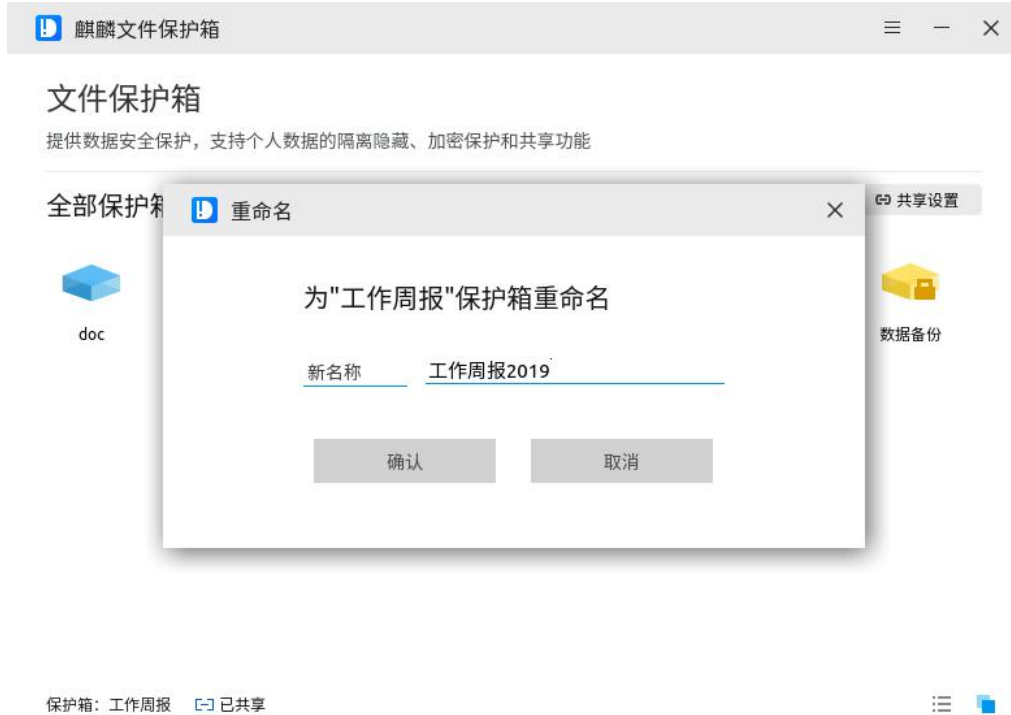 麒麟文件保护箱
文件保护箱
提供数据安全保护，支持个人数据的隔离隐藏、加密保护和共享功能
全部保护箱
共享设置
重命名
为"工作周报"保护箱重命名
新名称 工作周报2019
确认 取消
doc
数据备份
保护箱：工作周报 已共享